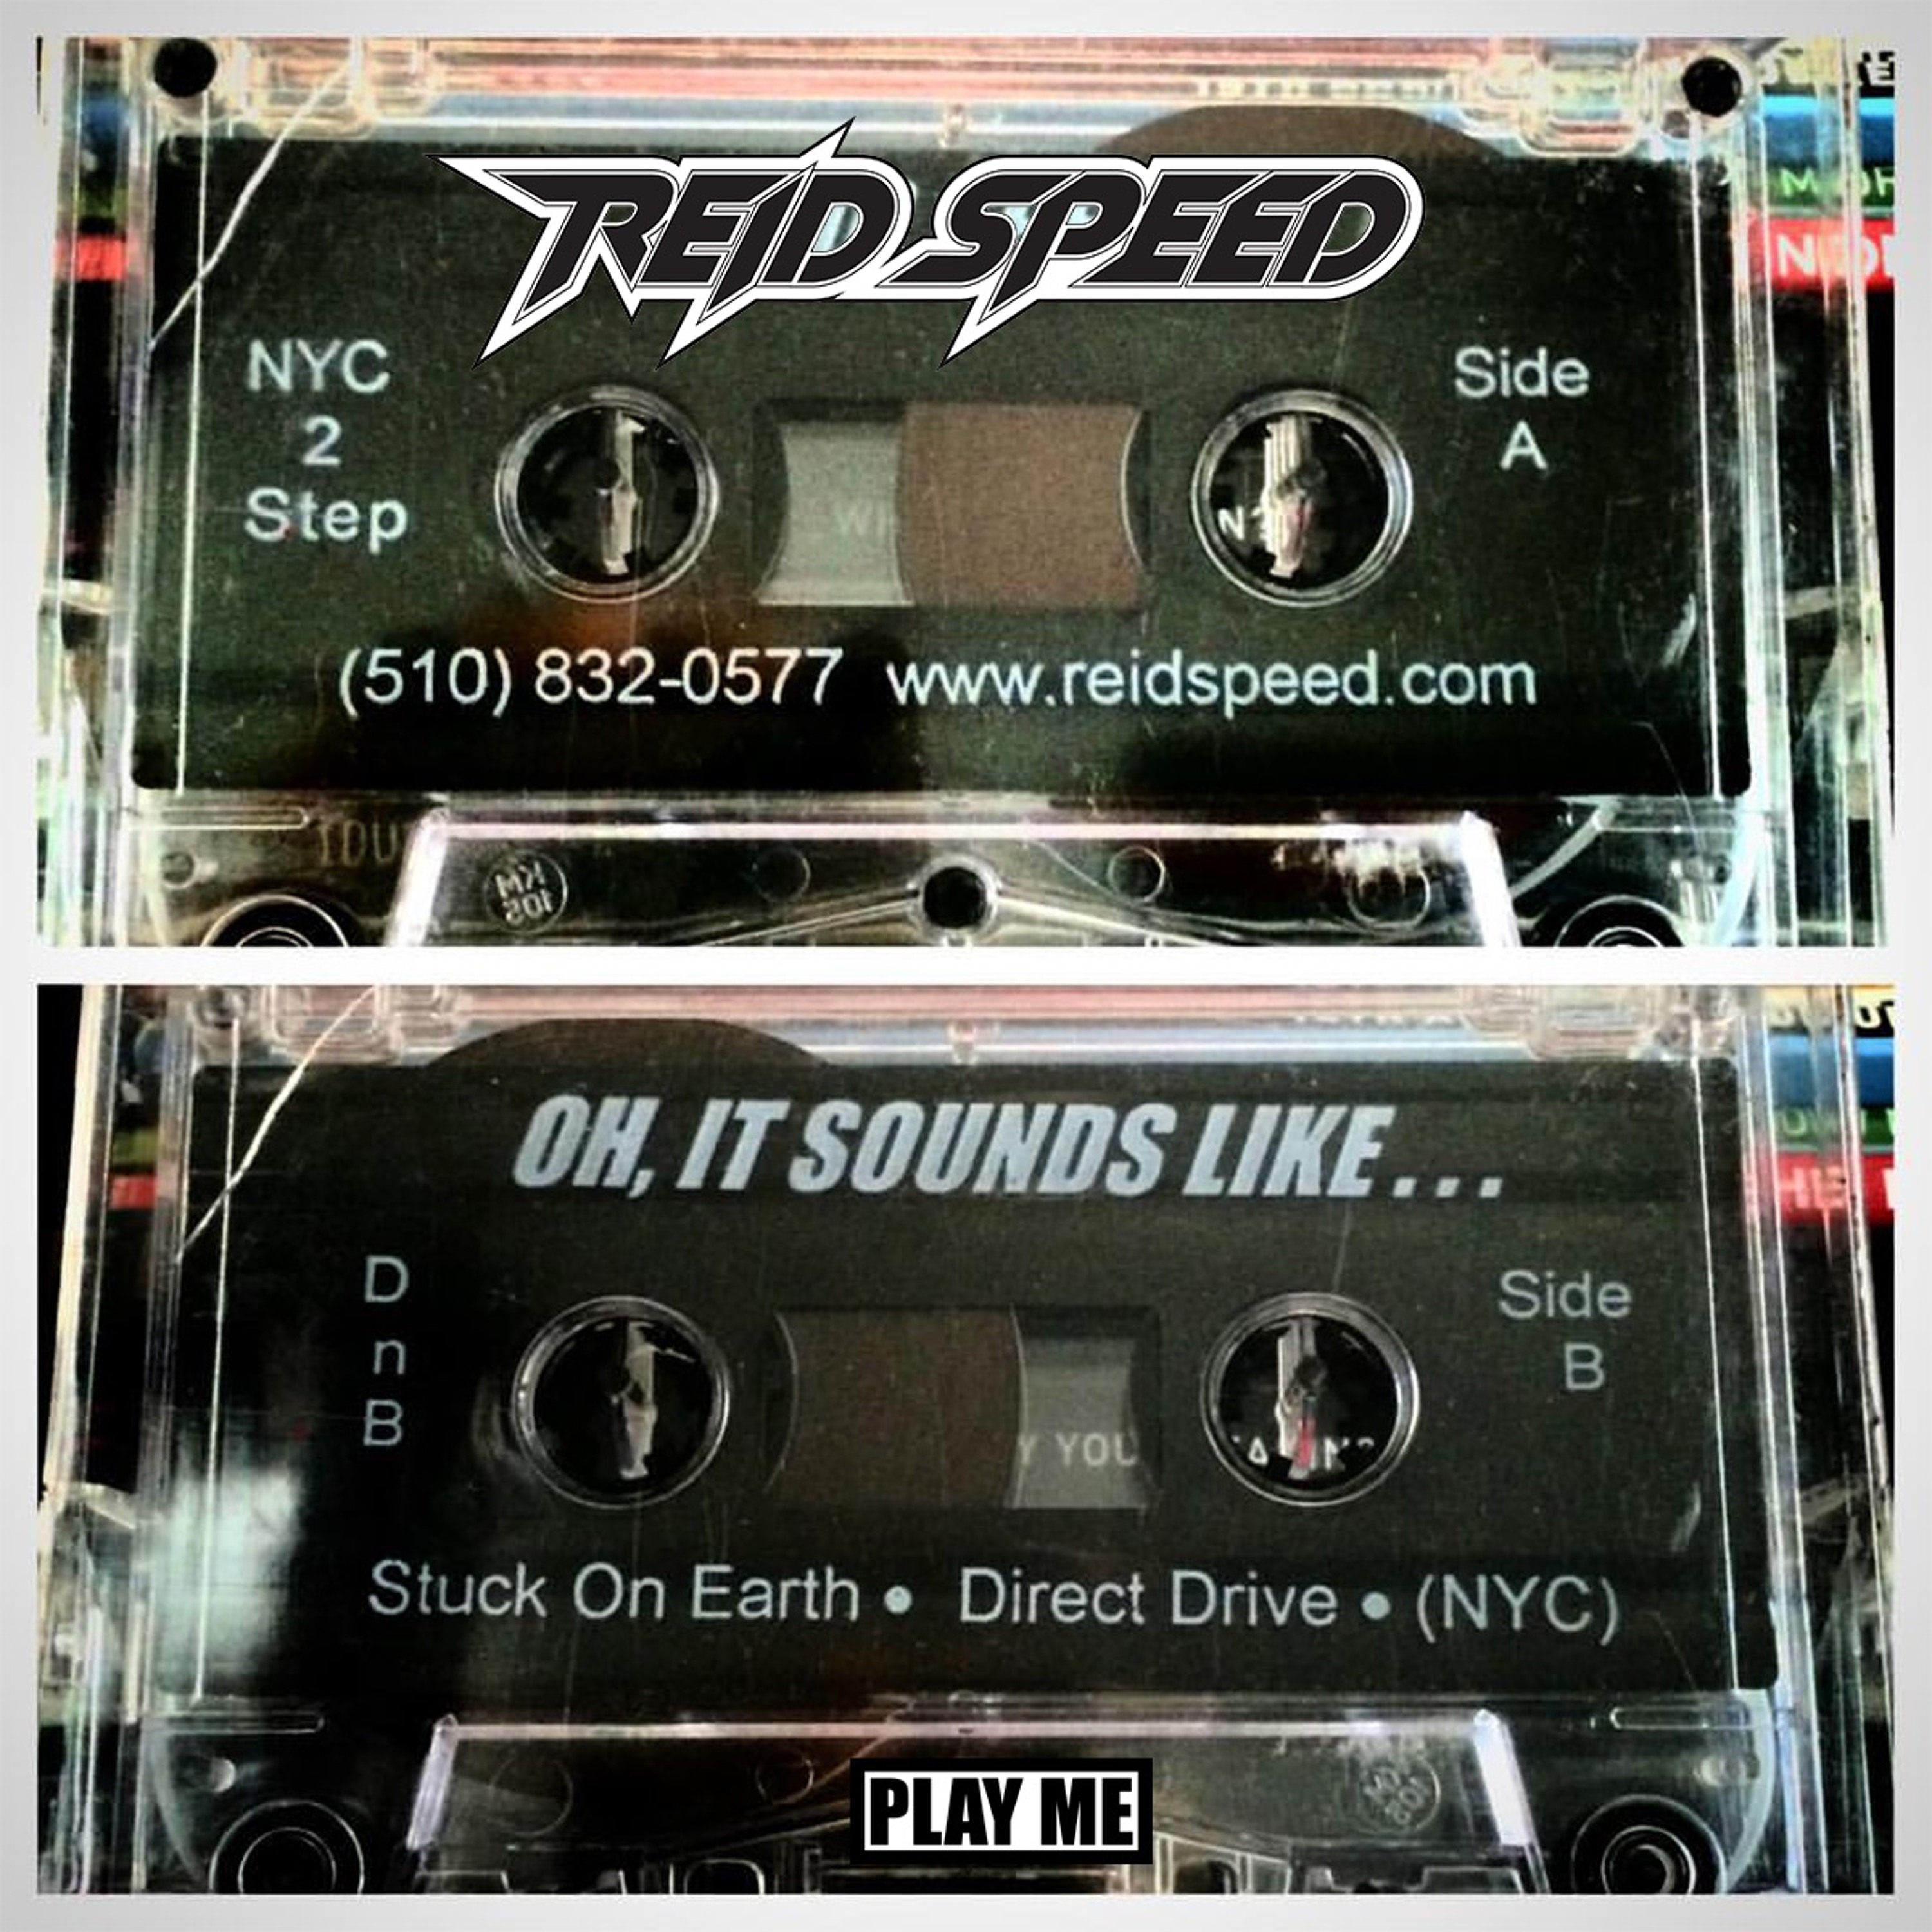 REID SPEED
NYC
2
Step
Side
A
(510) 832-0577 www.reidspeed.com
OH, IT SOUNDS LIKE . . .
D
n
B
Side
B
Y YOU
Stuck On Earth • Direct Drive • (NYC)
PLAY ME